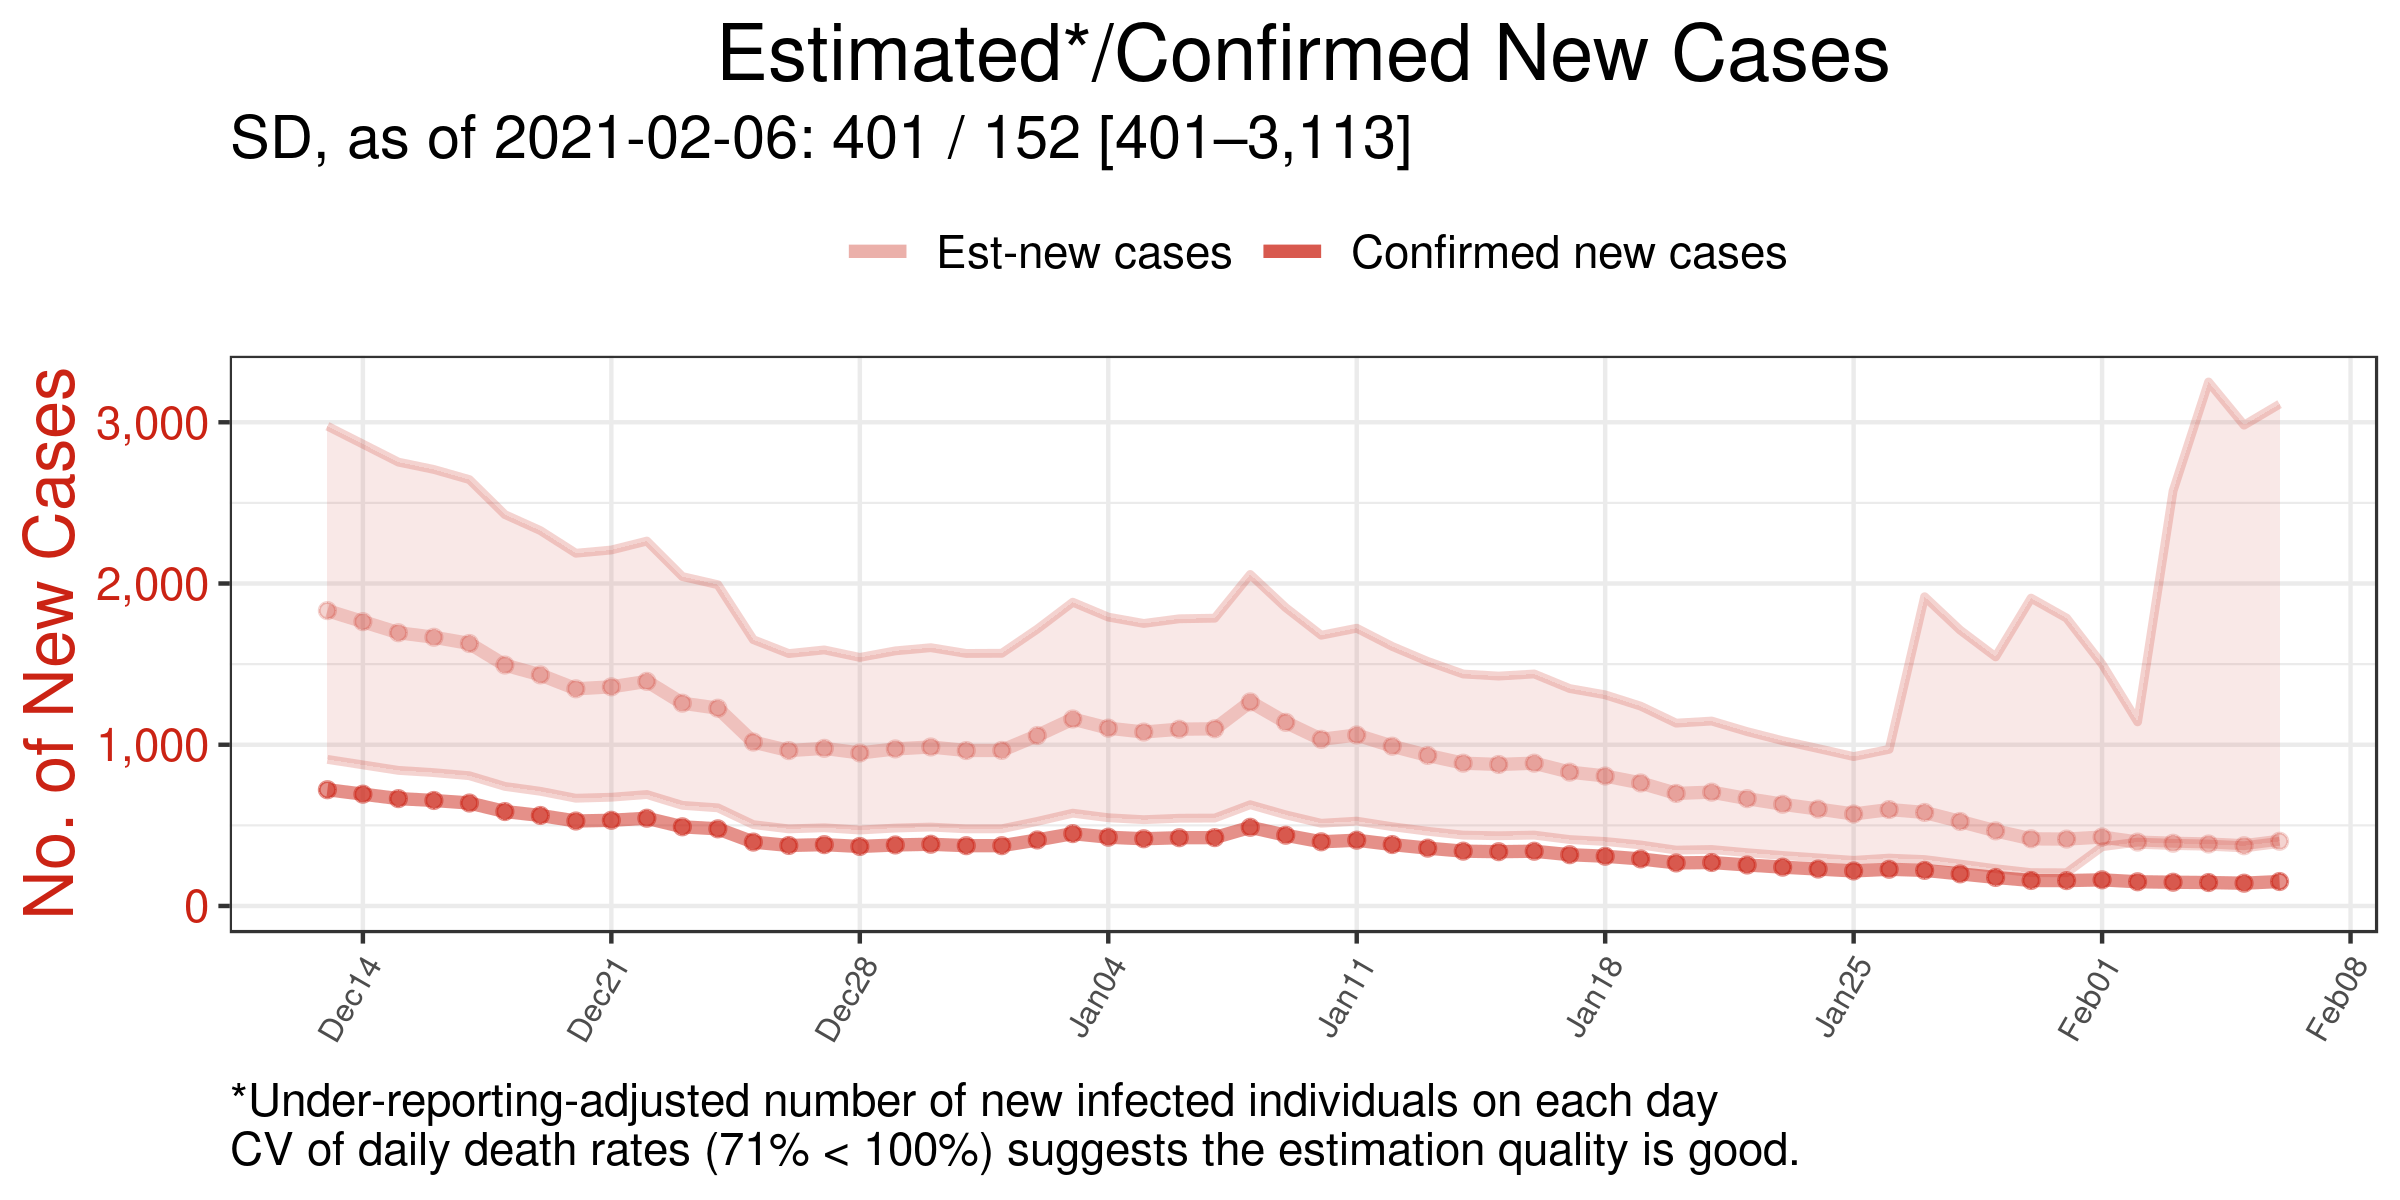 Estimated*/Confirmed New Cases
SD, as of 2021-02-06: 401 / 152 [401–3,113]
Est-new cases
Confirmed new cases
No. of New Cases
3,000
2,000
1,000
0
Dec14
Dec21
Dec28
Jan04
Jan11
Jan18
Jan25
Feb01
Feb08
*Under-reporting-adjusted number of new infected individuals on each day
CV of daily death rates (71% < 100%) suggests the estimation quality is good.